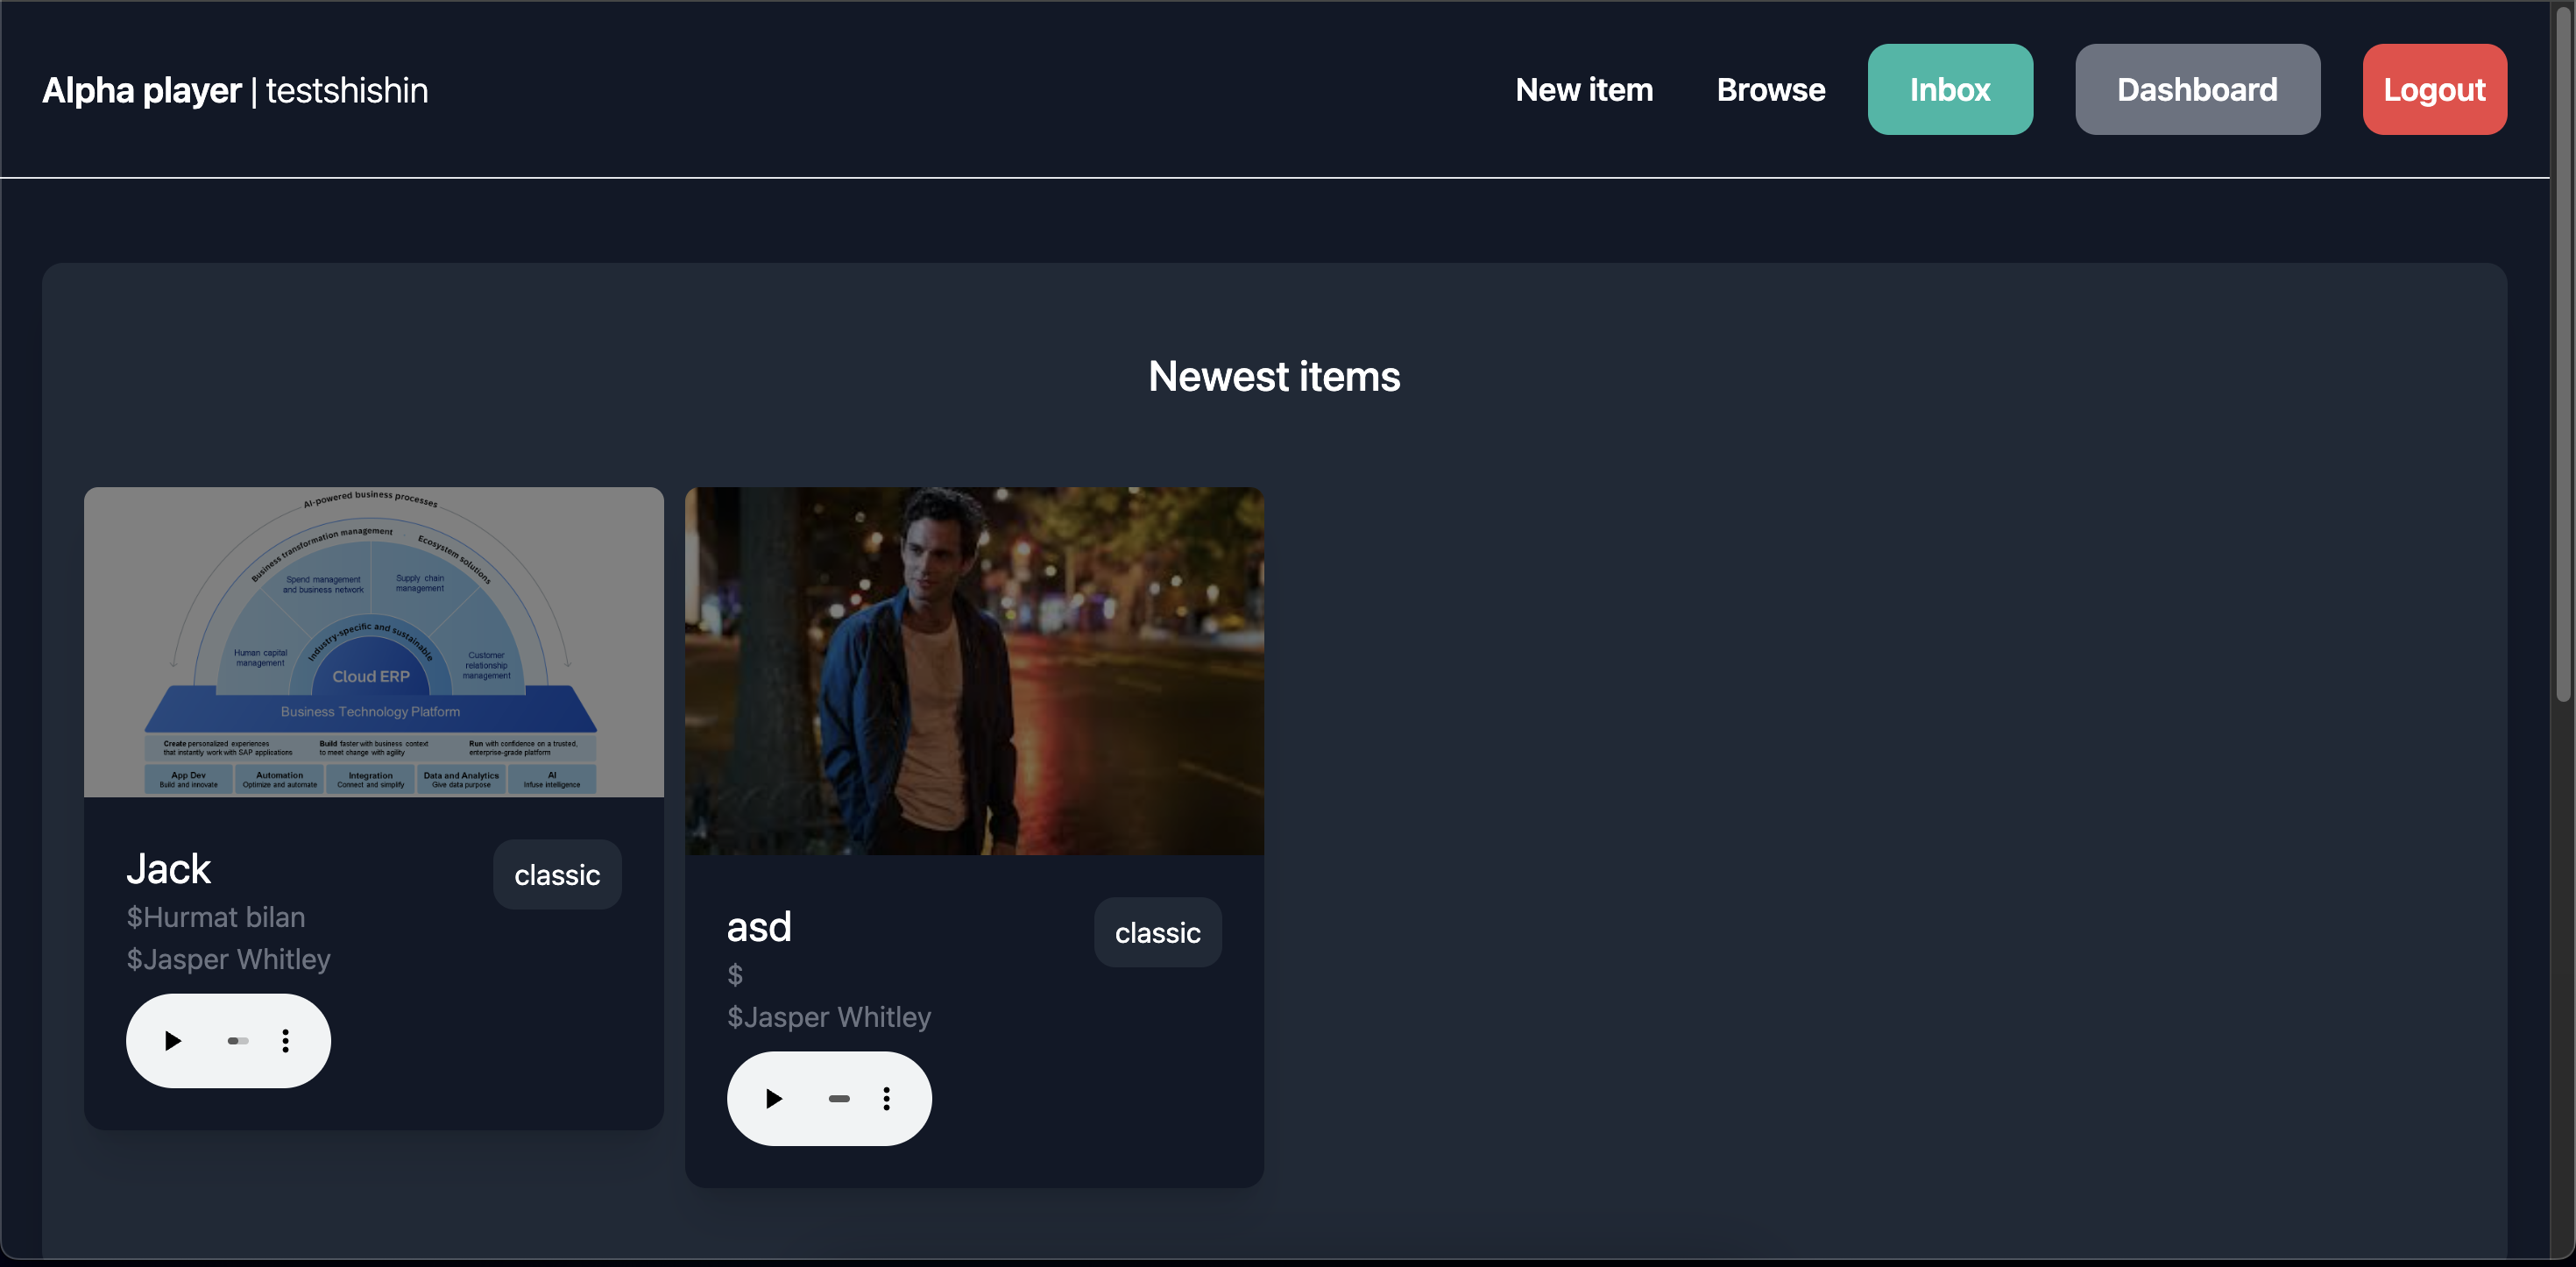 Alpha player | testshishin
New item
Browse
Inbox
Dashboard
Logout
Newest items
AI-powered business processes
Business transformation management
Ecosystem solutions
Spend management
and business network
Supply chain
management
Human capital
management
Industry-specific and sustainable
Customer
relationship
management
Cloud ERP
Business Technology Platform
Create personalized experiences
that instantly work with SAP applications
Build faster with business context
to meet change with agility
Run with confidence on a trusted,
enterprise-grade platform
App Dev
Build and innovate
Automation
Optimize and automate
Integration
Connect and simplify
Data and Analytics
Give data purpose
AI
Infuse intelligence
Jack
classic
$Hurmat bilan
$Jasper Whitley
asd
classic
$
$Jasper Whitley